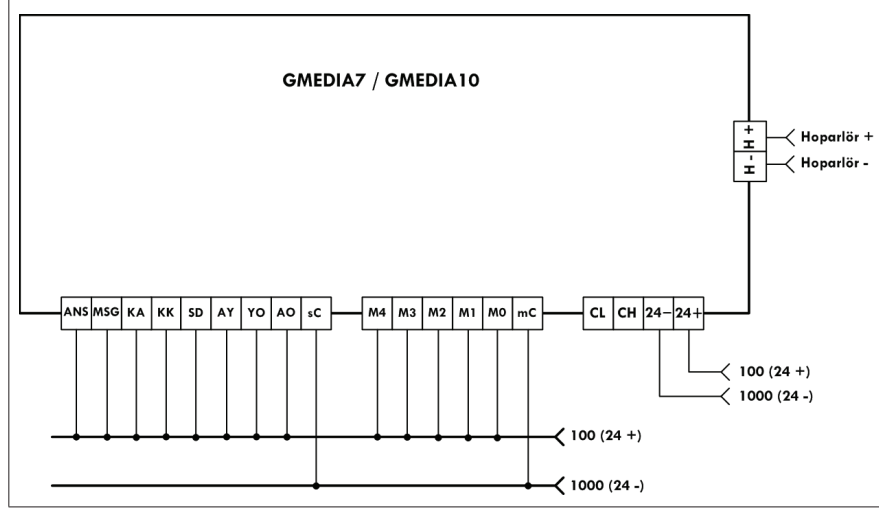 GMEDIA7 / GMEDIA10
H +
Hoparlör +
H -
Hoparlör -
ANS MSG KA KK SD AY YO AO sC
M4 M3 M2 M1 M0 mC
CL CH 24- 24+
100 (24 +)
1000 (24 -)
100 (24 +)
1000 (24 -)